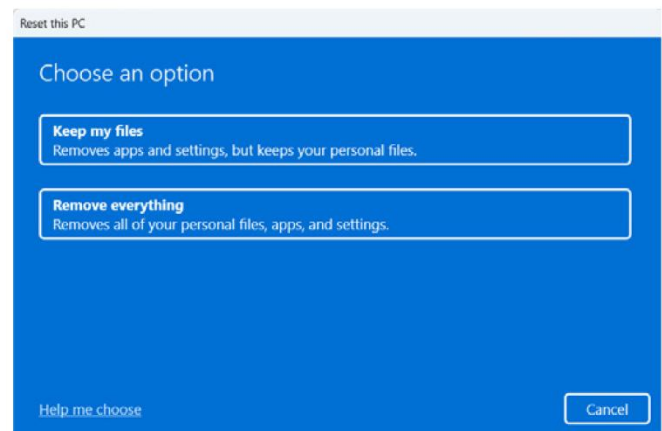 Reset this PC
Choose an option
Keep my files
Removes apps and settings, but keeps your personal files.
Remove everything
Removes all of your personal files, apps, and settings.
Help me choose
Cancel